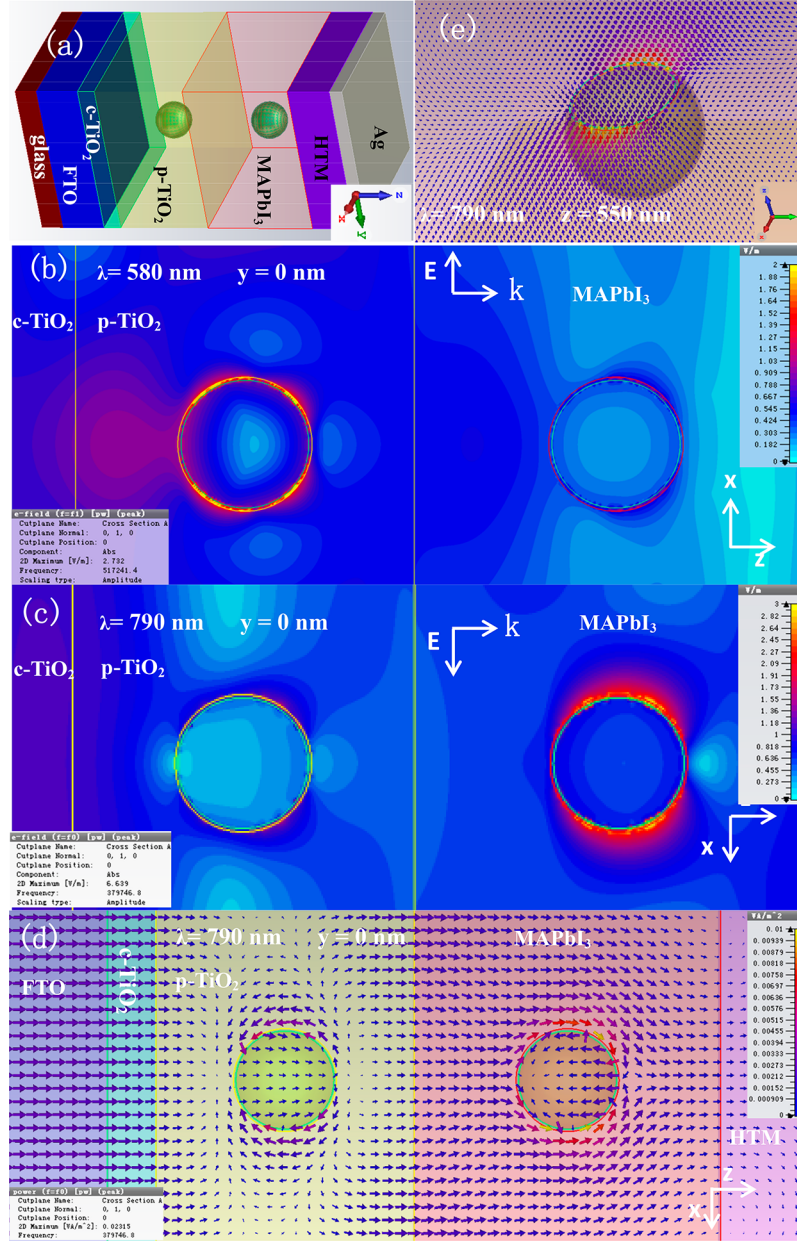 (a)
glass
FTO
c-TiO₂
p-TiO₂
MAPbI₃
HTM
Ag
Z
Y
X
(e)
λ= 790 nm z = 550 nm
(b)
λ= 580 nm y = 0 nm
c-TiO₂ p-TiO₂
E
k
MAPbI₃
V/m
2
1.88
1.76
1.64
1.52
1.39
1.27
1.15
1.03
0.909
0.788
0.667
0.545
0.424
0.303
0.182
0
x
z
e-field (f=f1) [pw] (peak)
Cutplane Name: Cross Section A
Cutplane Normal: 0, 1, 0
Cutplane Position: 0
Component: Abs
2D Maximum [V/m]: 2.732
Frequency: 517241.4
Scaling type: Amplitude
(c)
λ= 790 nm y = 0 nm
c-TiO₂ p-TiO₂
E
k
MAPbI₃
V/m
3
2.82
2.64
2.45
2.27
2.09
1.91
1.73
1.55
1.36
1.18
1
0.818
0.636
0.455
0.273
0
x
e-field (f=f0) [pw] (peak)
Cutplane Name: Cross Section A
Cutplane Normal: 0, 1, 0
Cutplane Position: 0
Component: Abs
2D Maximum [V/m]: 6.639
Frequency: 379746.8
Scaling type: Amplitude
(d)
λ= 790 nm y = 0 nm
MAPbI₃
FTO
c-TiO₂
p-TiO₂
HTM
VA/m^2
0.01
0.00939
0.00879
0.00818
0.00758
0.00697
0.00636
0.00576
0.00515
0.00455
0.00394
0.00333
0.00273
0.00212
0.00152
0.000909
0
z
x
power (f=f0) [pw] (peak)
Cutplane Name: Cross Section A
Cutplane Normal: 0, 1, 0
Cutplane Position: 0
2D Maximum [VA/m^2]: 0.02315
Frequency: 379746.8